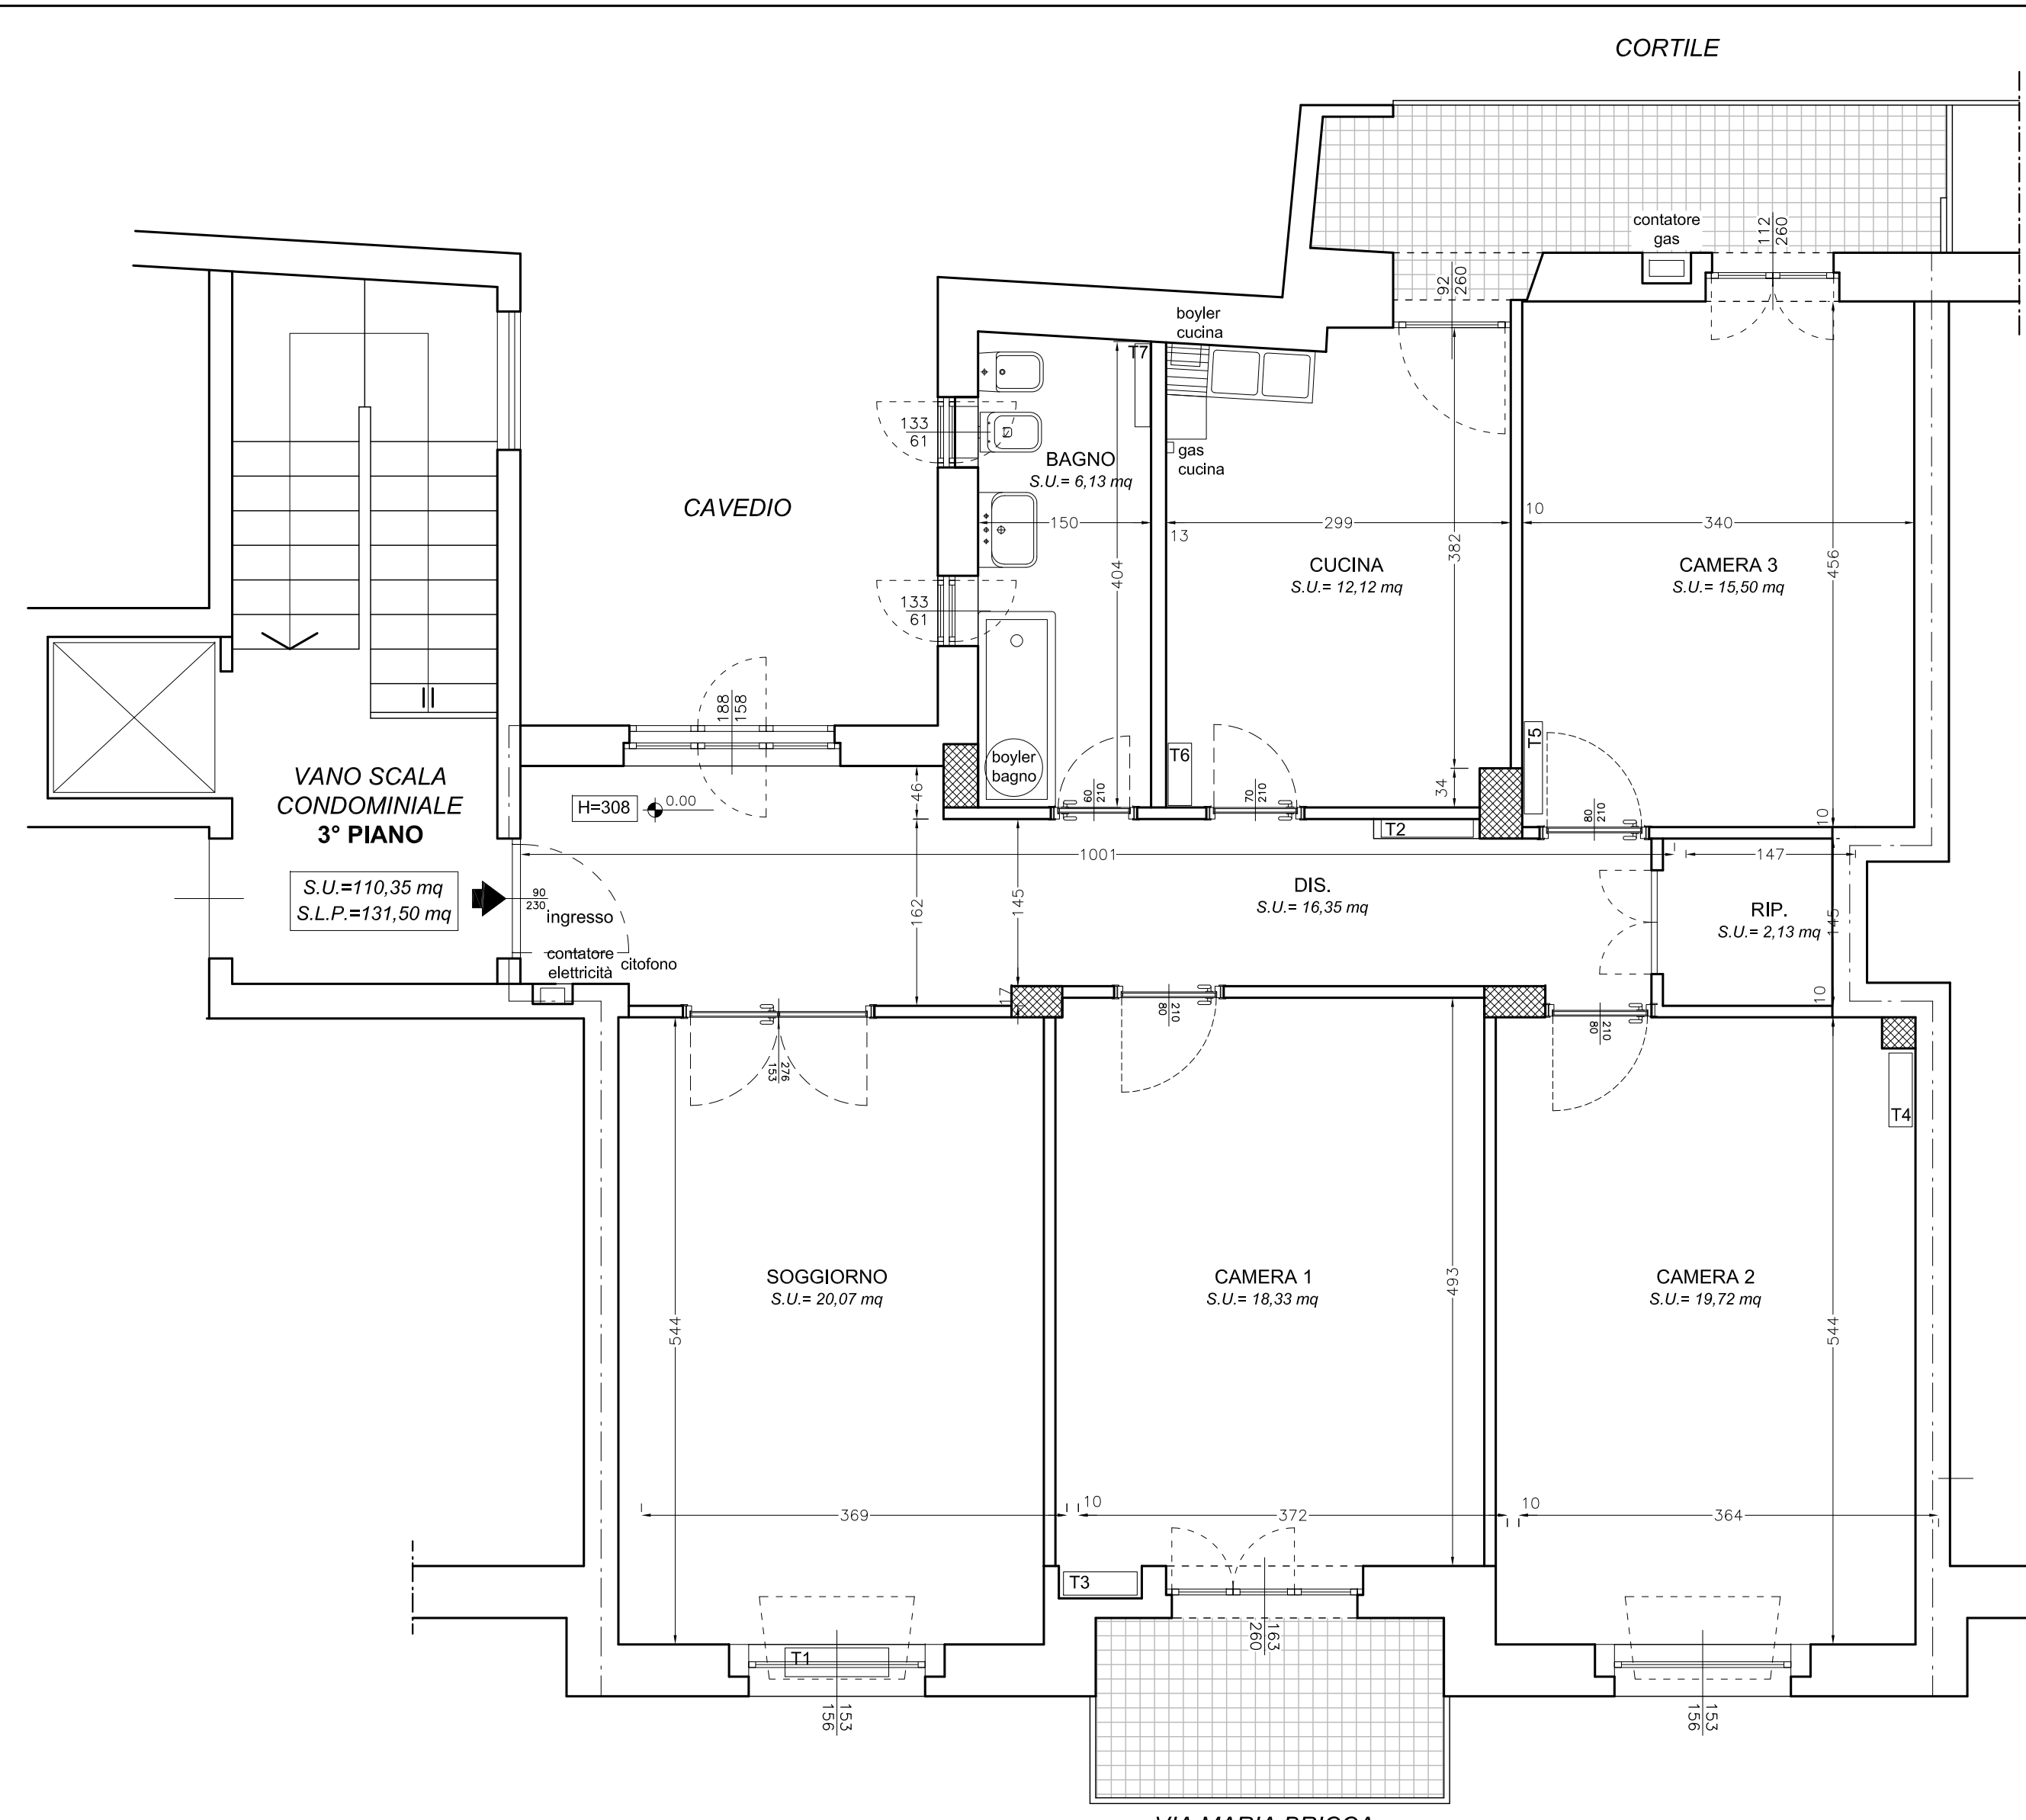 CORTILE
contatore
gas
112
260
92
260
boyler
cucina
T7
133
61
BAGNO
S.U.= 6,13 mq
gas
cucina
CAVEDIO
150
13
299
10
340
404
382
456
CUCINA
S.U.= 12,12 mq
CAMERA 3
S.U.= 15,50 mq
133
61
188
158
boyler
bagno
T6
T5
VANO SCALA
CONDOMINIALE
3° PIANO
H=308
0.00
46
60
210
70
210
34
T2
80
210
10
1001
147
S.U.=110,35 mq
S.L.P.=131,50 mq
90
230
ingresso
162
145
DIS.
S.U.= 16,35 mq
RIP.
S.U.= 2,13 mq
145
contatore
elettricità
citofono
17
10
210
80
210
80
276
153
T4
SOGGIORNO
S.U.= 20,07 mq
CAMERA 1
S.U.= 18,33 mq
CAMERA 2
S.U.= 19,72 mq
544
493
544
369
10
372
10
364
T3
163
260
T1
153
156
153
156
VIA MARIA BRICCA